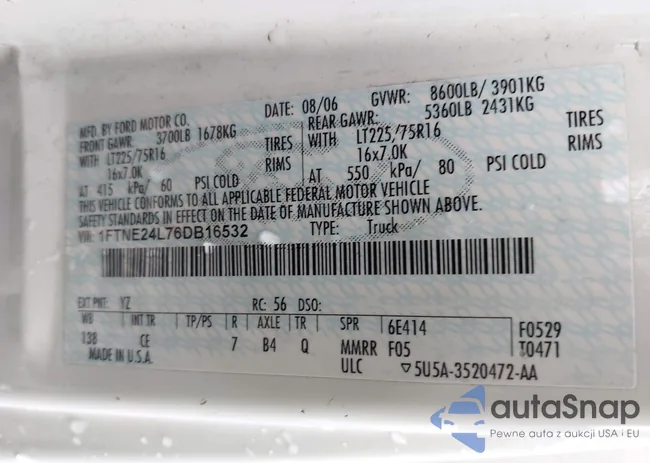 MFD. BY FORD MOTOR CO. DATE: 08/06 GVWR: 8600LB/ 3901KG
FRONT GAWR: 3700LB 1678KG REAR GAWR: 5360LB 2431KG
WITH LT225/75R16 TIRES WITH LT225/75R16 TIRES
16x7.0K RIMS 16x7.0K RIMS
AT 415 kPa/ 60 PSI COLD AT 550 kPa/ 80 PSI COLD
THIS VEHICLE CONFORMS TO ALL APPLICABLE FEDERAL MOTOR VEHICLE
SAFETY STANDARDS IN EFFECT ON THE DATE OF MANUFACTURE SHOWN ABOVE.
VIN: 1FTNE24L76DB16532 TYPE: Truck
EXT PNT: YZ RC: 56 DSO:
WB INT TR TP/PS R AXLE TR SPR 6E414 F0529
138 CE 7 B4 Q MMRR F05 T0471
MADE IN U.S.A. ULC ▽5U5A-3520472-AA
autaSnap
Pewne auta z aukcji USA i EU